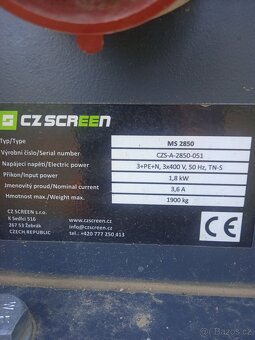 CZ SCREEN
Typ/Type MS 2850
Výrobní číslo/Serial number CZS-A-2850-051
Napájecí napětí/Electric power 3+PE+N, 3x400 V, 50 Hz, TN-S
Příkon/Input power 1,8 kW
Jmenovitý proud/Nominal current 3,6 A
Hmotnost max./Weight max. 1900 kg
CZ SCREEN s.r.o.
K Sedlci 516
267 53 Žebrák
CZECH REPUBLIC
www.czscreen.cz
info@czscreen.cz
tel.: +420 777 250 413
CE
Bazoš.cz